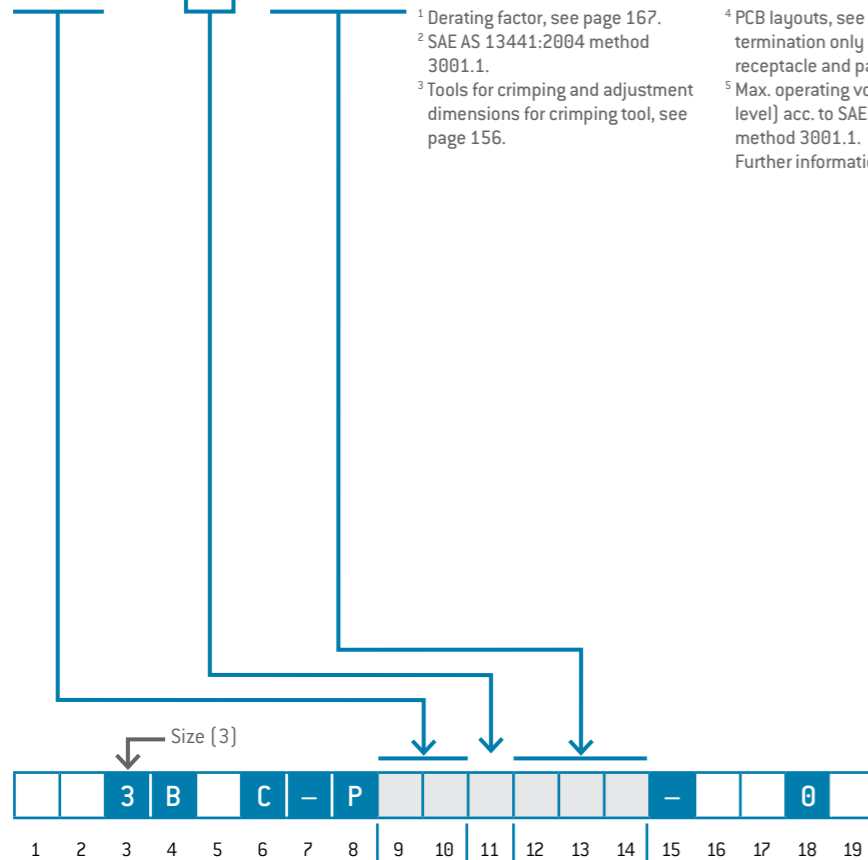 ¹ Derating factor, see page 167.
² SAE AS 13441:2004 method
3001.1.
³ Tools for crimping and adjustment
dimensions for crimping tool, see
page 156.
⁴ PCB layouts, see
termination only
receptacle and pa
⁵ Max. operating vo
level) acc. to SAE
method 3001.1.
Further informatio
Size (3)
3 B C – P – 0
1 2 3 4 5 6 7 8 9 10 11 12 13 14 15 16 17 18 19